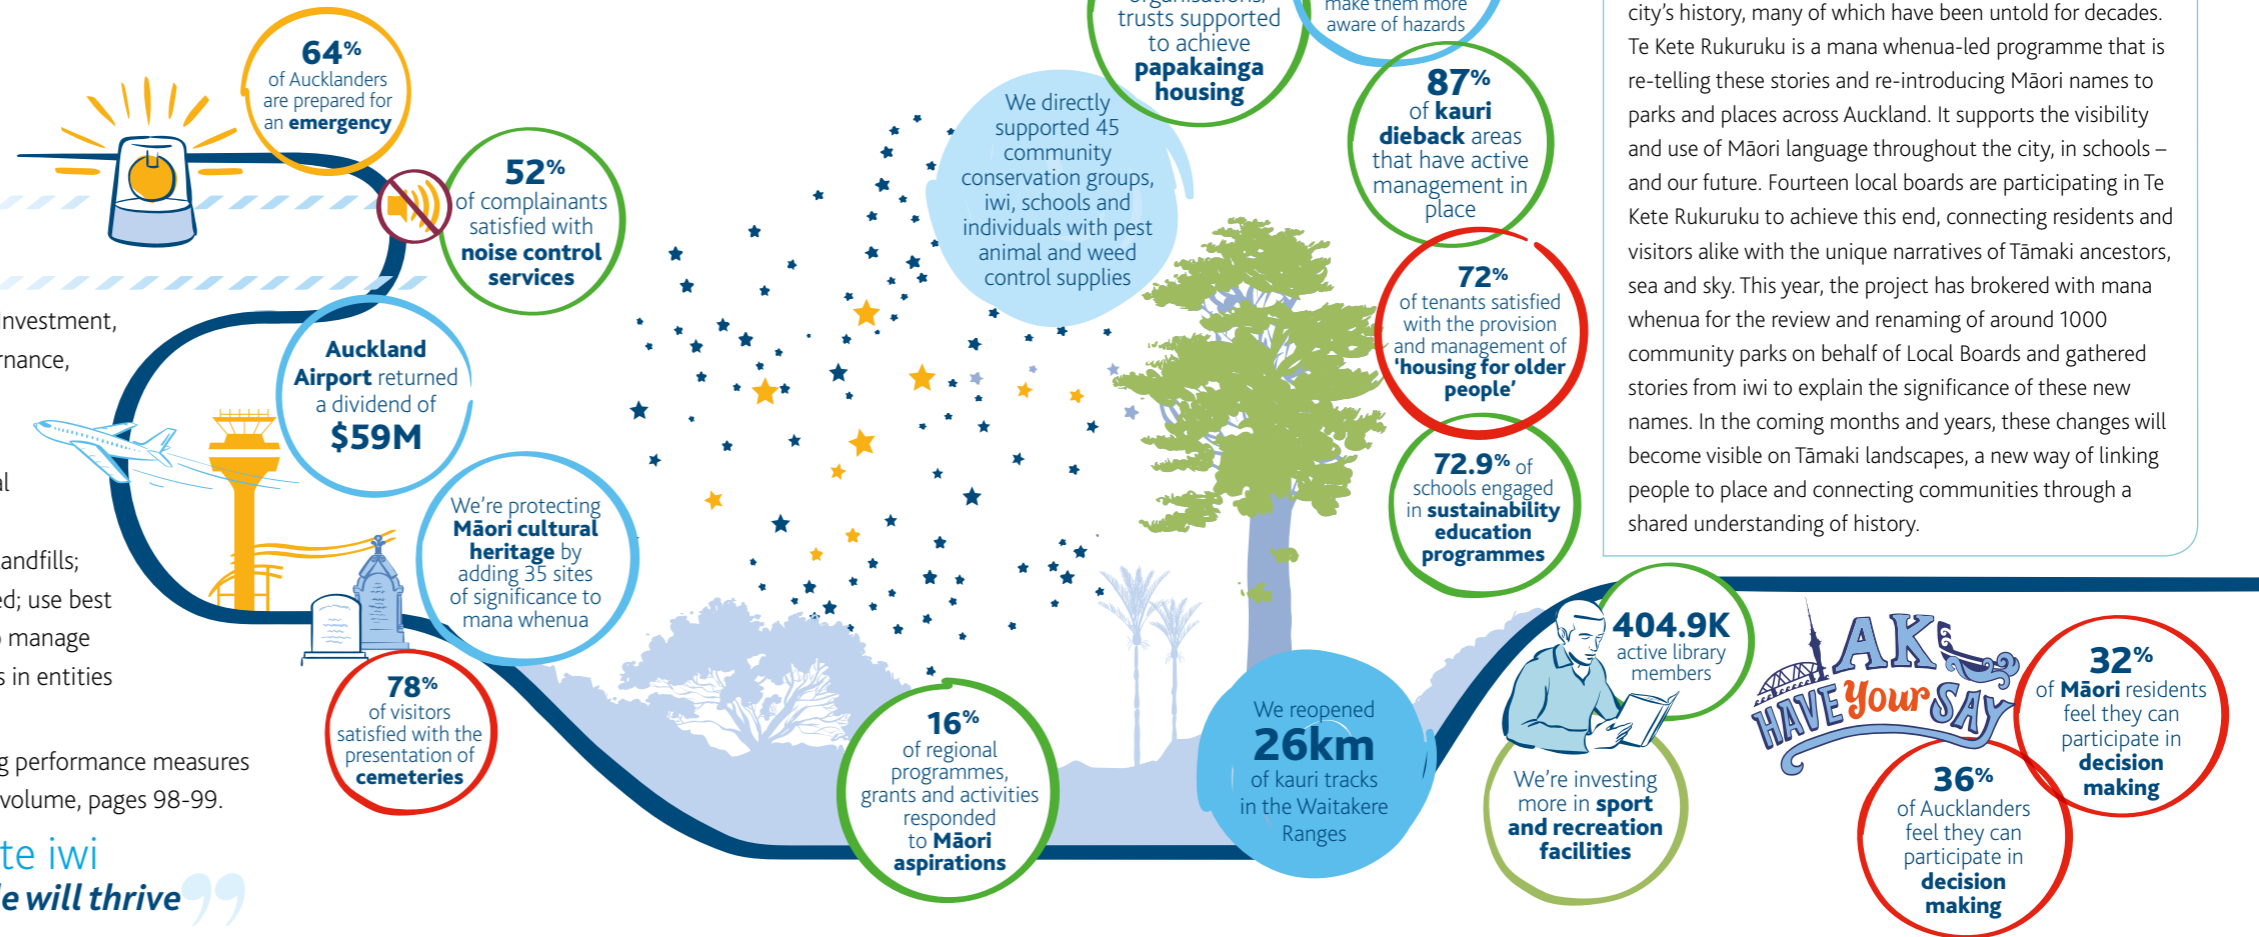 64%
of Aucklanders
are prepared for
an emergency
52%
of complainants
satisfied with
noise control
services
Auckland
Airport returned
a dividend of
$59M
We're protecting
Māori cultural
heritage by
adding 35 sites
of significance to
mana whenua
78%
of visitors
satisfied with the
presentation of
cemeteries
investment,
rnance,
al
andfills;
ed; use best
o manage
s in entities
g performance measures
volume, pages 98-99.
te iwi
e will thrive”
We directly
supported 45
community
conservation groups,
iwi, schools and
individuals with pest
animal and weed
control supplies
organisations,
trusts supported
to achieve
papakainga
housing
make them more
aware of hazards
87%
of kauri
dieback areas
that have active
management in
place
72%
of tenants satisfied
with the provision
and management of
‘housing for older
people’
72.9% of
schools engaged
in sustainability
education
programmes
16%
of regional
programmes,
grants and activities
responded
to Māori
aspirations
We reopened
26km
of kauri tracks
in the Waitakere
Ranges
404.9K
active library
members
We're investing
more in sport
and recreation
facilities
AK
HAVE Your SAY
32%
of Māori residents
feel they can
participate in
decision
making
36%
of Aucklanders
feel they can
participate in
decision
making
city's history, many of which have been untold for decades.
Te Kete Rukuruku is a mana whenua-led programme that is
re-telling these stories and re-introducing Māori names to
parks and places across Auckland. It supports the visibility
and use of Māori language throughout the city, in schools –
and our future. Fourteen local boards are participating in Te
Kete Rukuruku to achieve this end, connecting residents and
visitors alike with the unique narratives of Tāmaki ancestors,
sea and sky. This year, the project has brokered with mana
whenua for the review and renaming of around 1000
community parks on behalf of Local Boards and gathered
stories from iwi to explain the significance of these new
names. In the coming months and years, these changes will
become visible on Tāmaki landscapes, a new way of linking
people to place and connecting communities through a
shared understanding of history.